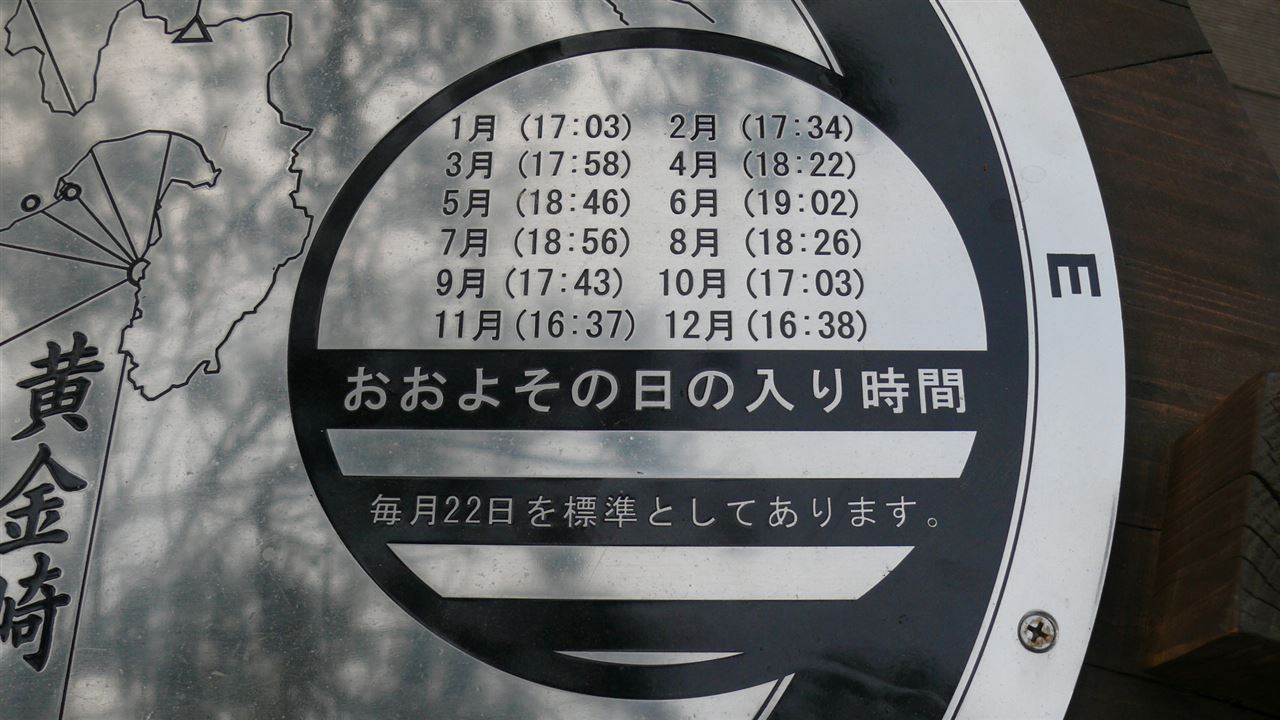 1月 (17:03) 2月 (17:34)
3月 (17:58) 4月 (18:22)
5月 (18:46) 6月 (19:02)
7月 (18:56) 8月 (18:26)
9月 (17:43) 10月 (17:03)
11月 (16:37) 12月 (16:38)
おおよその日の入り時間
毎月22日を標準としてあります。
黄金崎
E